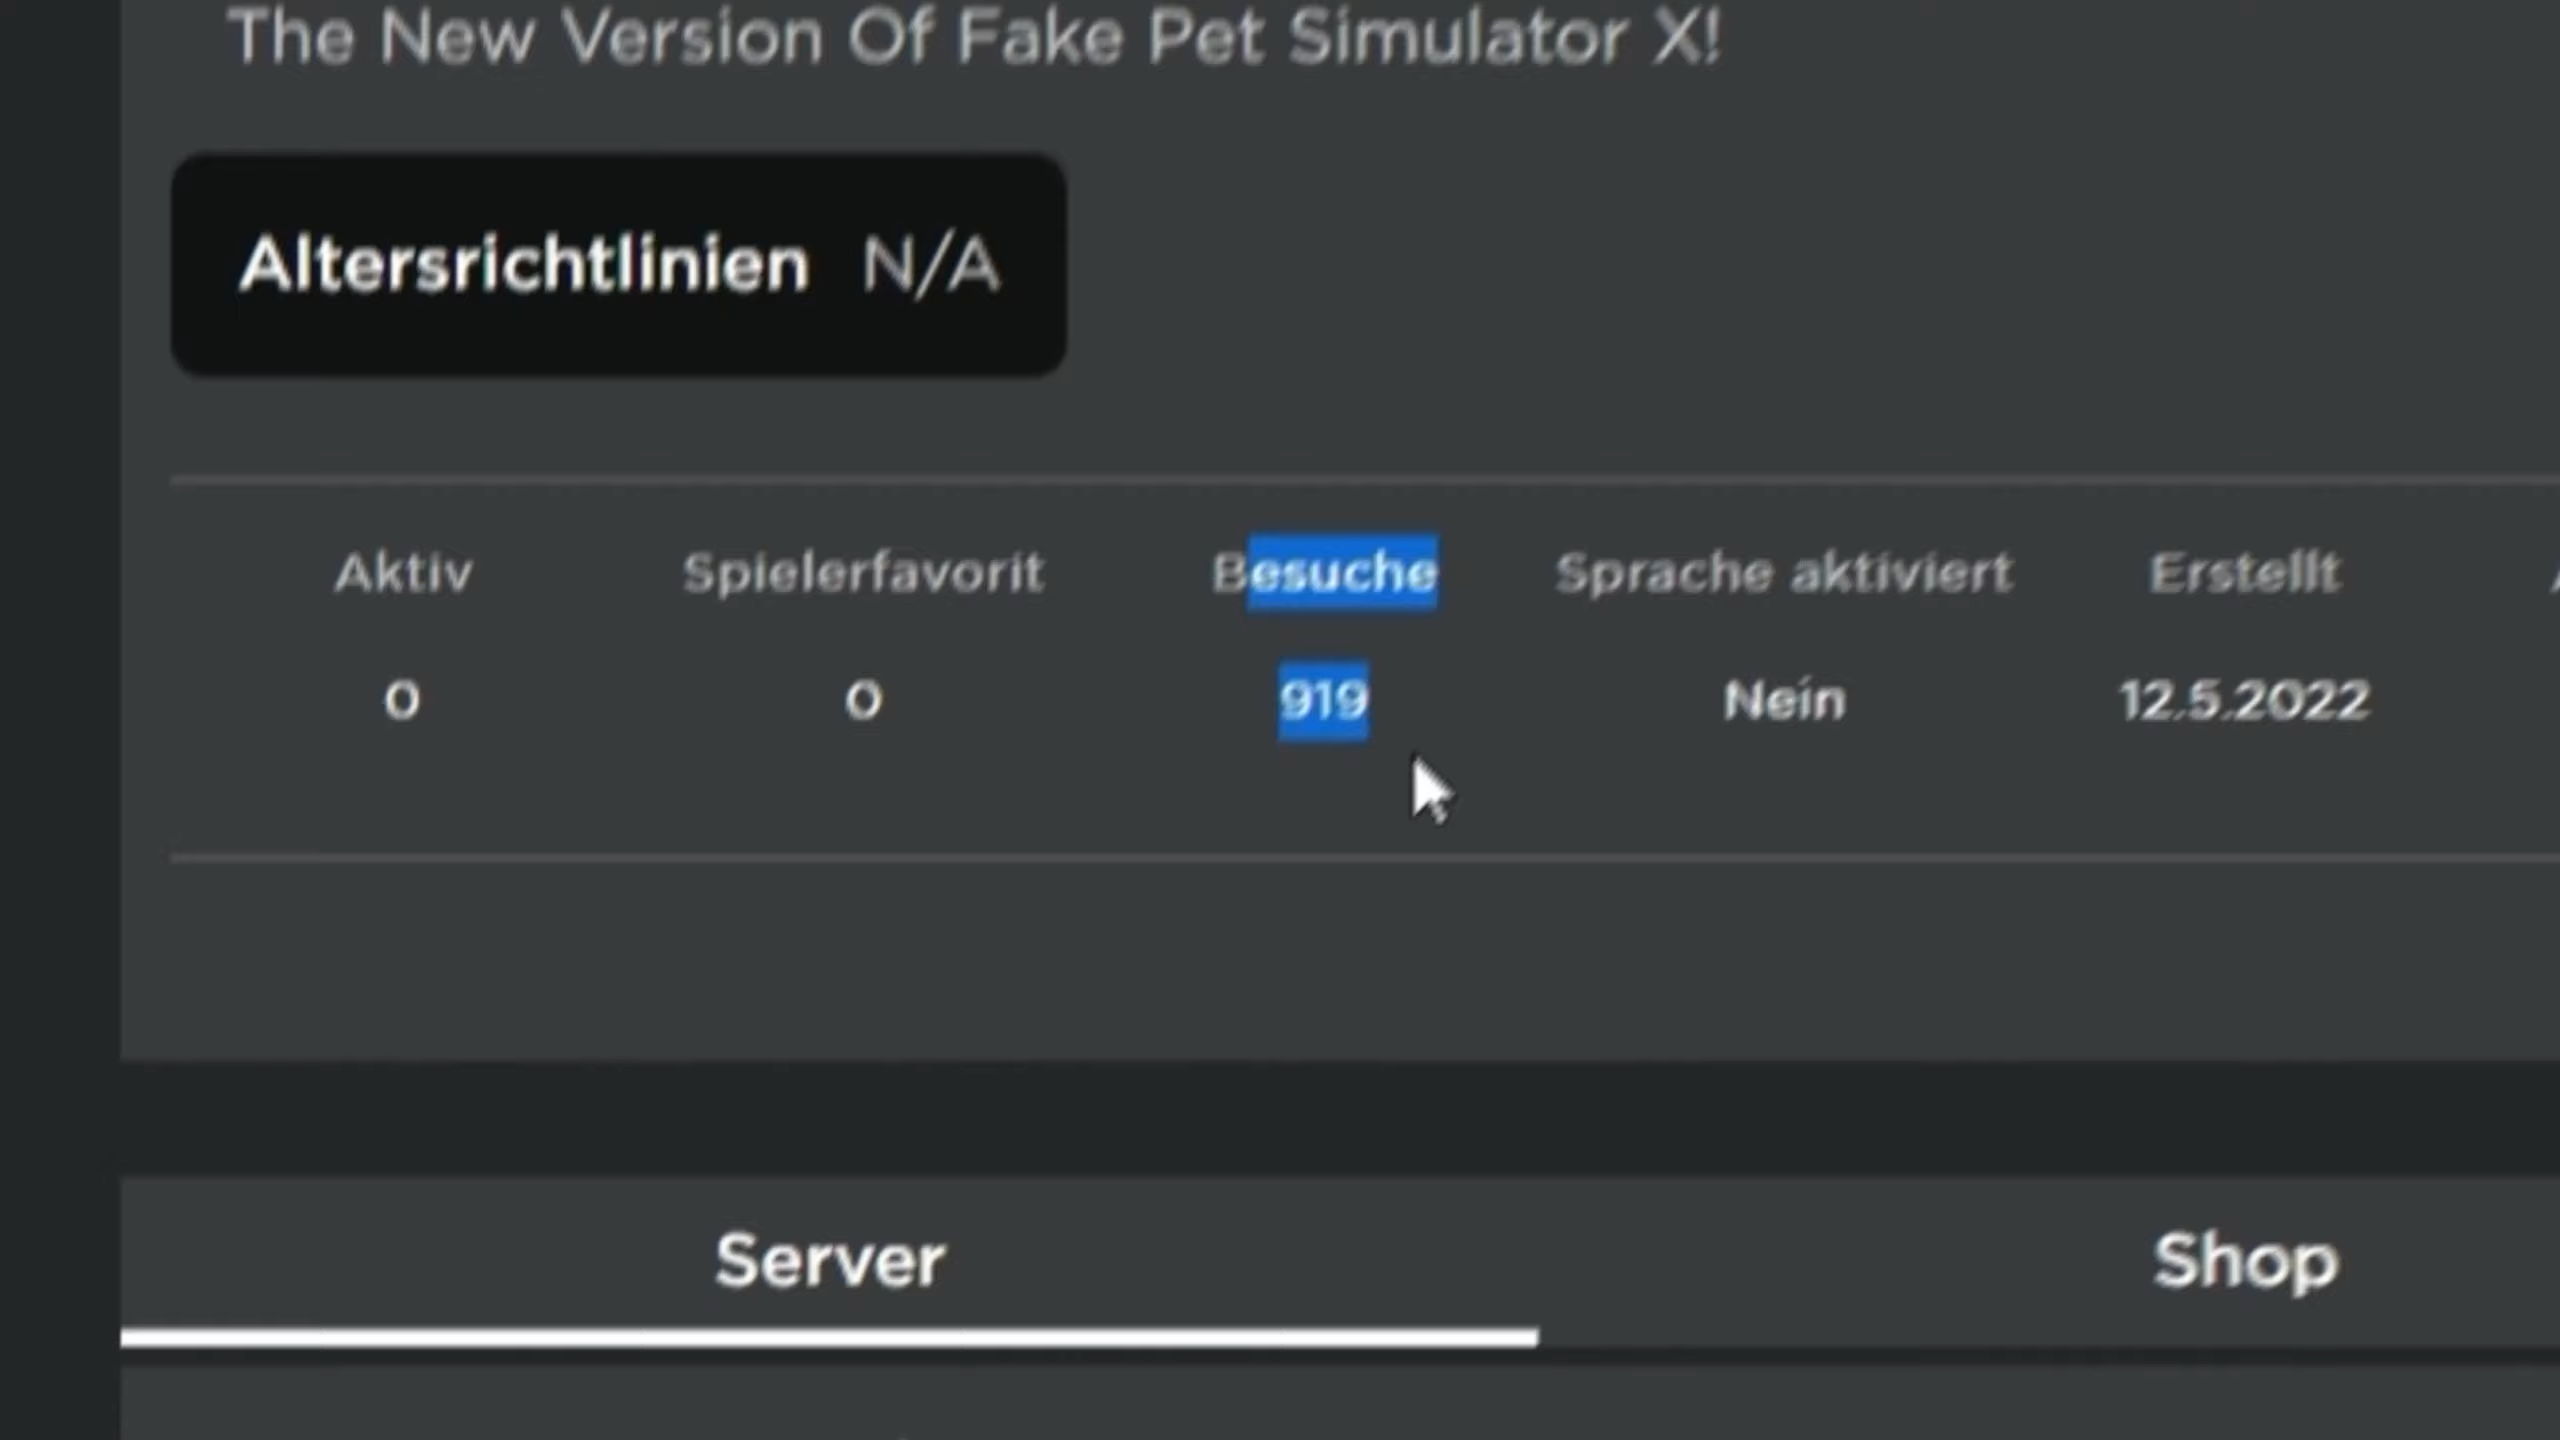 The New Version Of Fake Pet Simulator X!
Altersrichtlinien N/A
Aktiv Spielerfavorit Besuche Sprache aktiviert Erstellt
0 0 919 Nein 12.5.2022
Server Shop